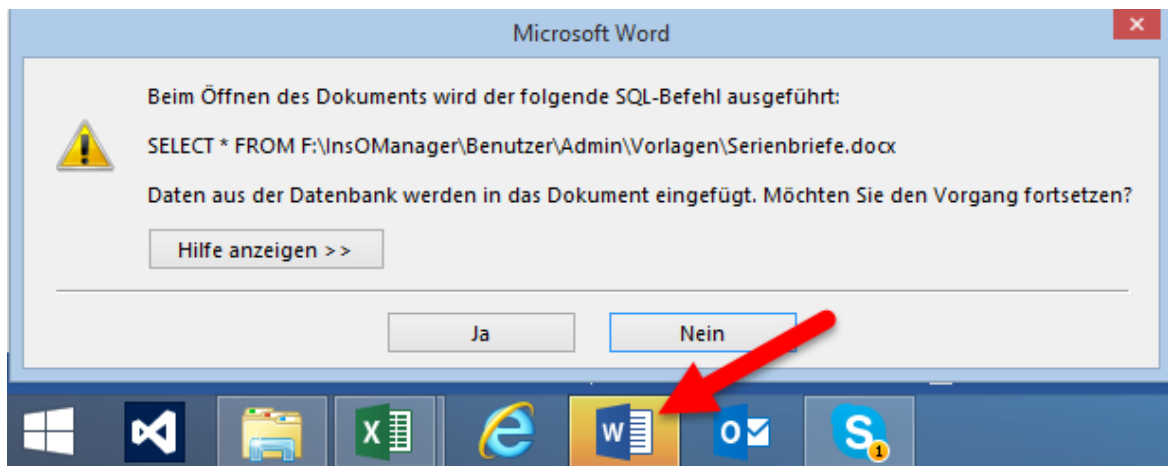 Microsoft Word
Beim Öffnen des Dokuments wird der folgende SQL-Befehl ausgeführt:
SELECT * FROM F:\InsOManager\Benutzer\Admin\Vorlagen\Serienbriefe.docx
Daten aus der Datenbank werden in das Dokument eingefügt. Möchten Sie den Vorgang fortsetzen?
Hilfe anzeigen >>
Ja Nein
X W O S 1